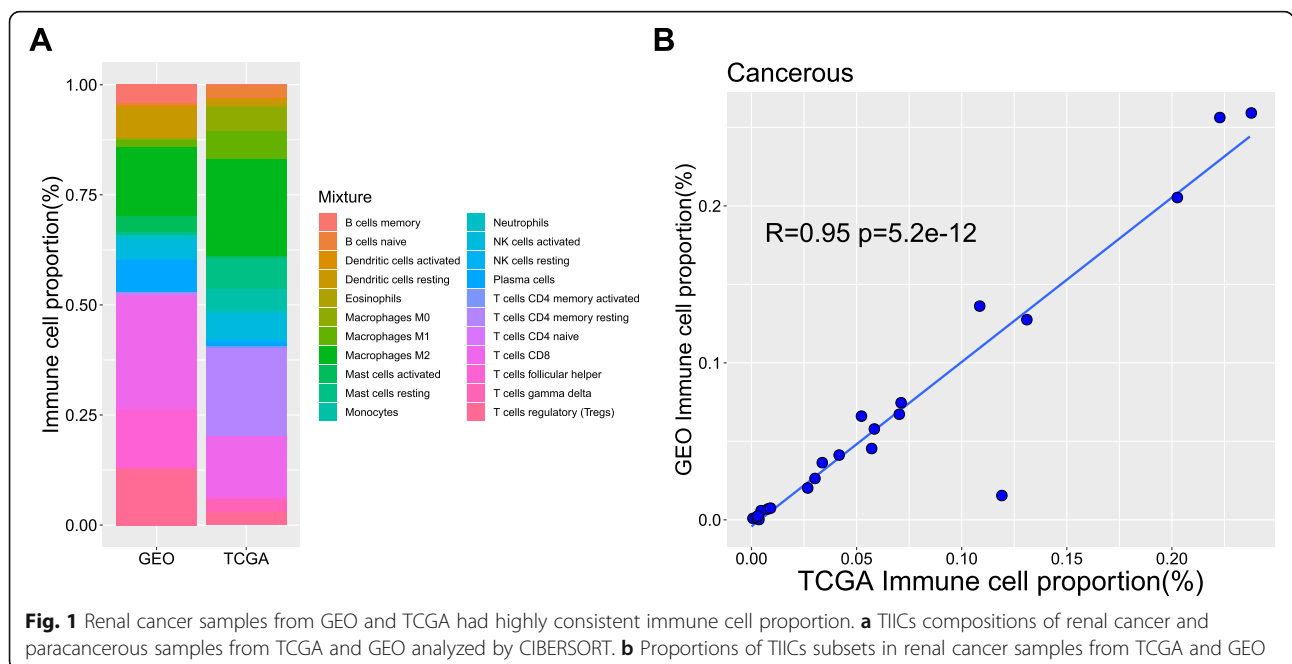 A
Immune cell proportion(%)
1.00
0.75
0.50
0.25
0.00
GEO
TCGA
Mixture
B cells memory
B cells naive
Dendritic cells activated
Dendritic cells resting
Eosinophils
Macrophages M0
Macrophages M1
Macrophages M2
Mast cells activated
Mast cells resting
Monocytes
Neutrophils
NK cells activated
NK cells resting
Plasma cells
T cells CD4 memory activated
T cells CD4 memory resting
T cells CD4 naive
T cells CD8
T cells follicular helper
T cells gamma delta
T cells regulatory (Tregs)
B
Cancerous
GEO Immune cell proportion(%)
0.2
0.1
0.0
R=0.95 p=5.2e-12
0.00
0.05
0.10
0.15
0.20
TCGA Immune cell proportion(%)
Fig. 1 Renal cancer samples from GEO and TCGA had highly consistent immune cell proportion. a TIICs compositions of renal cancer and
paracancerous samples from TCGA and GEO analyzed by CIBERSORT. b Proportions of TIICs subsets in renal cancer samples from TCGA and GEO